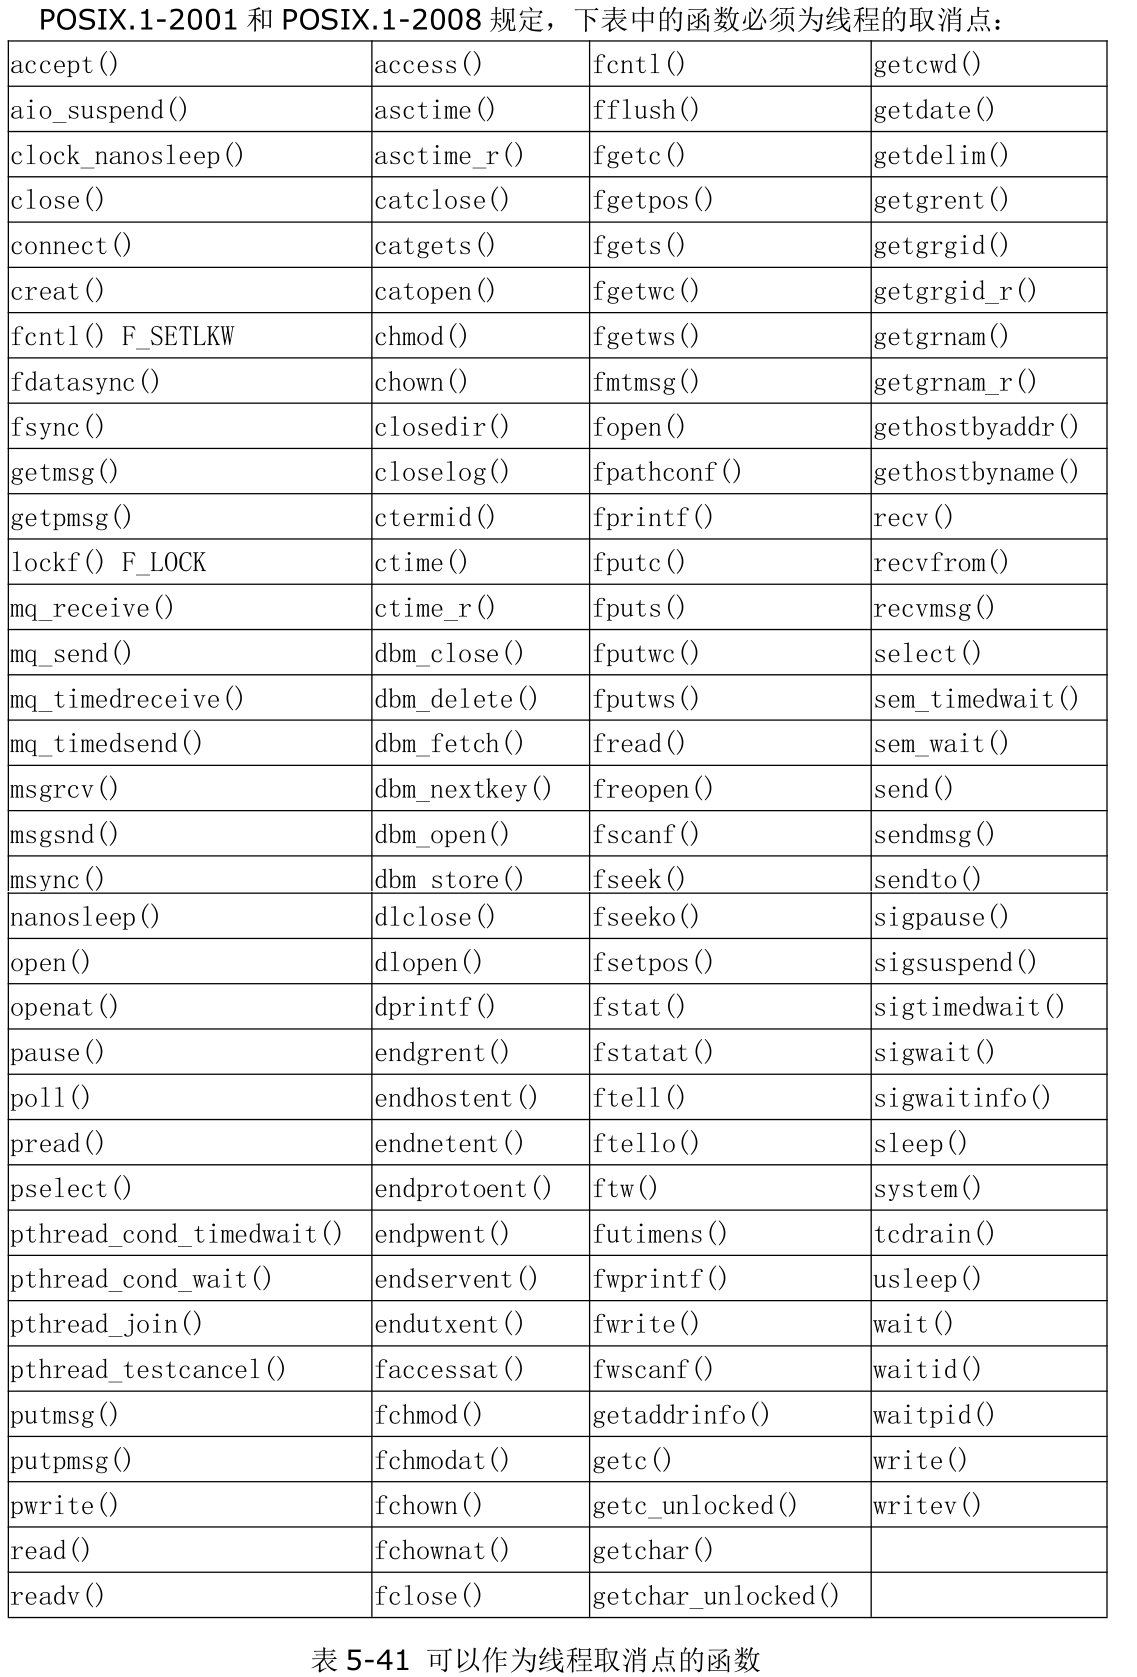 POSIX.1-2001 和 POSIX.1-2008 规定，下表中的函数必须为线程的取消点：
accept() access() fcntl() getcwd()
aio_suspend() asctime() fflush() getdate()
clock_nanosleep() asctime_r() fgetc() getdelim()
close() catclose() fgetpos() getgrent()
connect() catgets() fgets() getgrgid()
creat() catopen() fgetwc() getgrgid_r()
fcntl() F_SETLKW chmod() fgetws() getgrnam()
fdatasync() chown() fmtmsg() getgrnam_r()
fsync() closedir() fopen() gethostbyaddr()
getmsg() closelog() fpathconf() gethostbyname()
getpmsg() ctermid() fprintf() recv()
lockf() F_LOCK ctime() fputc() recvfrom()
mq_receive() ctime_r() fputs() recvmsg()
mq_send() dbm_close() fputwc() select()
mq_timedreceive() dbm_delete() fputws() sem_timedwait()
mq_timedsend() dbm_fetch() fread() sem_wait()
msgrcv() dbm_nextkey() freopen() send()
msgsnd() dbm_open() fscanf() sendmsg()
msync() dbm_store() fseek() sendto()
nanosleep() dlclose() fseeko() sigpause()
open() dlopen() fsetpos() sigsuspend()
openat() dprintf() fstat() sigtimedwait()
pause() endgrent() fstatat() sigwait()
poll() endhostent() ftell() sigwaitinfo()
pread() endnetent() ftello() sleep()
pselect() endprotoent() ftw() system()
pthread_cond_timedwait() endpwent() futimens() tcdrain()
pthread_cond_wait() endservent() fwprintf() usleep()
pthread_join() endutxent() fwrite() wait()
pthread_testcancel() faccessat() fwscanf() waitid()
putmsg() fchmod() getaddrinfo() waitpid()
putpmsg() fchmodat() getc() write()
pwrite() fchown() getc_unlocked() writev()
read() fchownat() getchar()
readv() fclose() getchar_unlocked()
表 5-41 可以作为线程取消点的函数